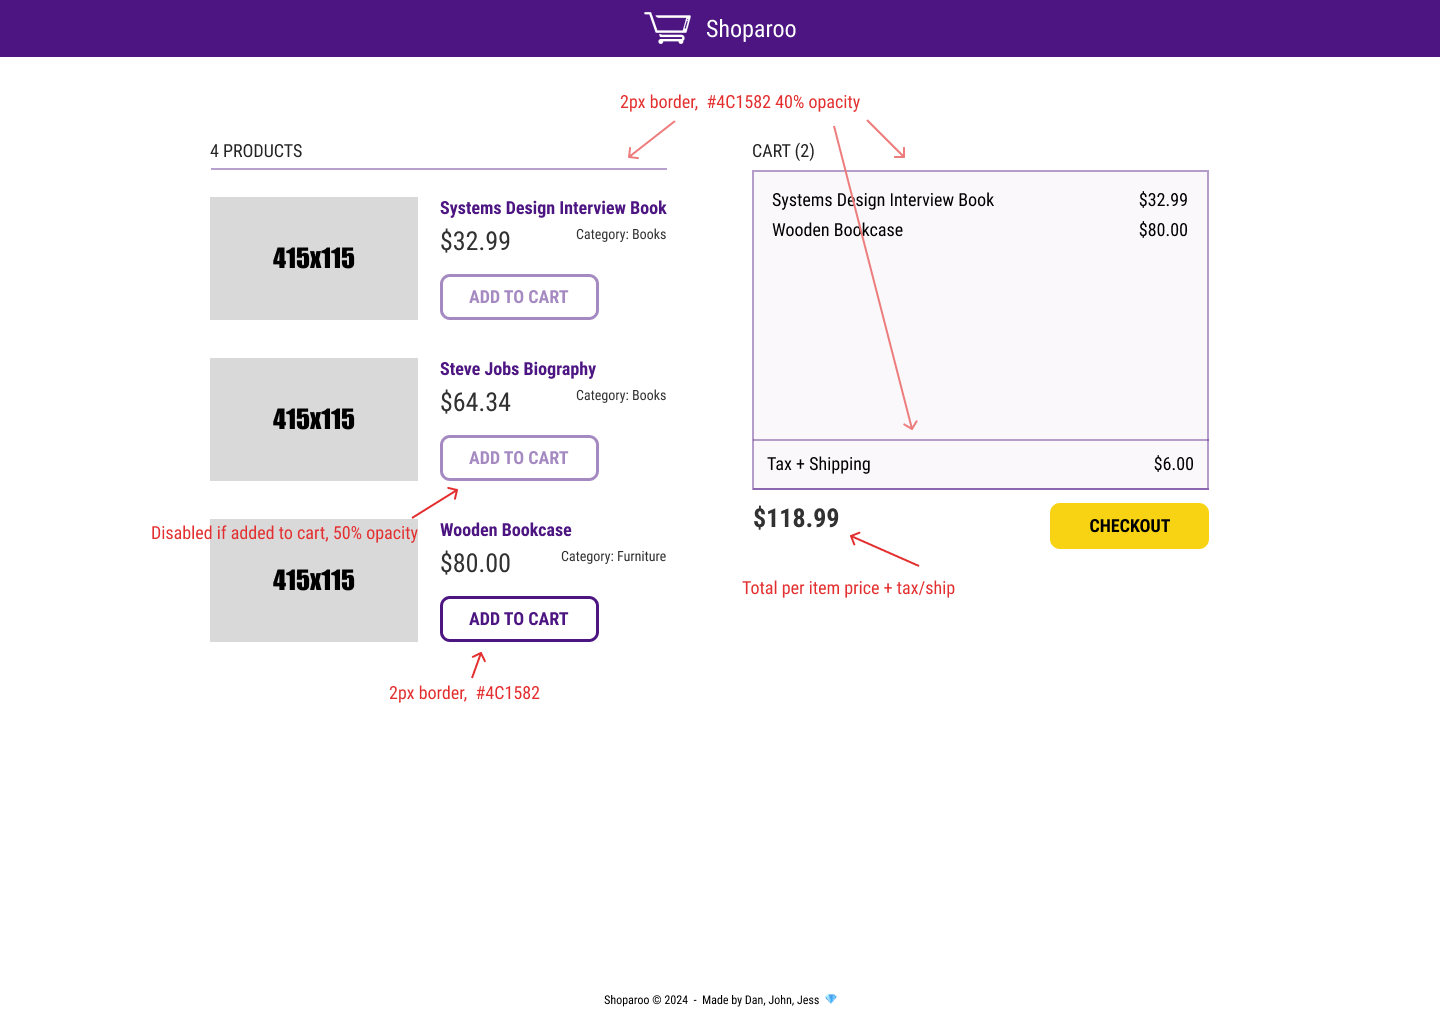 Shoparoo
2px border, #4C1582 40% opacity
4 PRODUCTS
415x115
Systems Design Interview Book
$32.99
Category: Books
ADD TO CART
415x115
Steve Jobs Biography
$64.34
Category: Books
ADD TO CART
Disabled if added to cart, 50% opacity
415x115
Wooden Bookcase
$80.00
Category: Furniture
ADD TO CART
2px border, #4C1582
CART (2)
Systems Design Interview Book $32.99
Wooden Bookcase $80.00
Tax + Shipping $6.00
$118.99
CHECKOUT
Total per item price + tax/ship
Shoparoo © 2024 - Made by Dan, John, Jess 💎